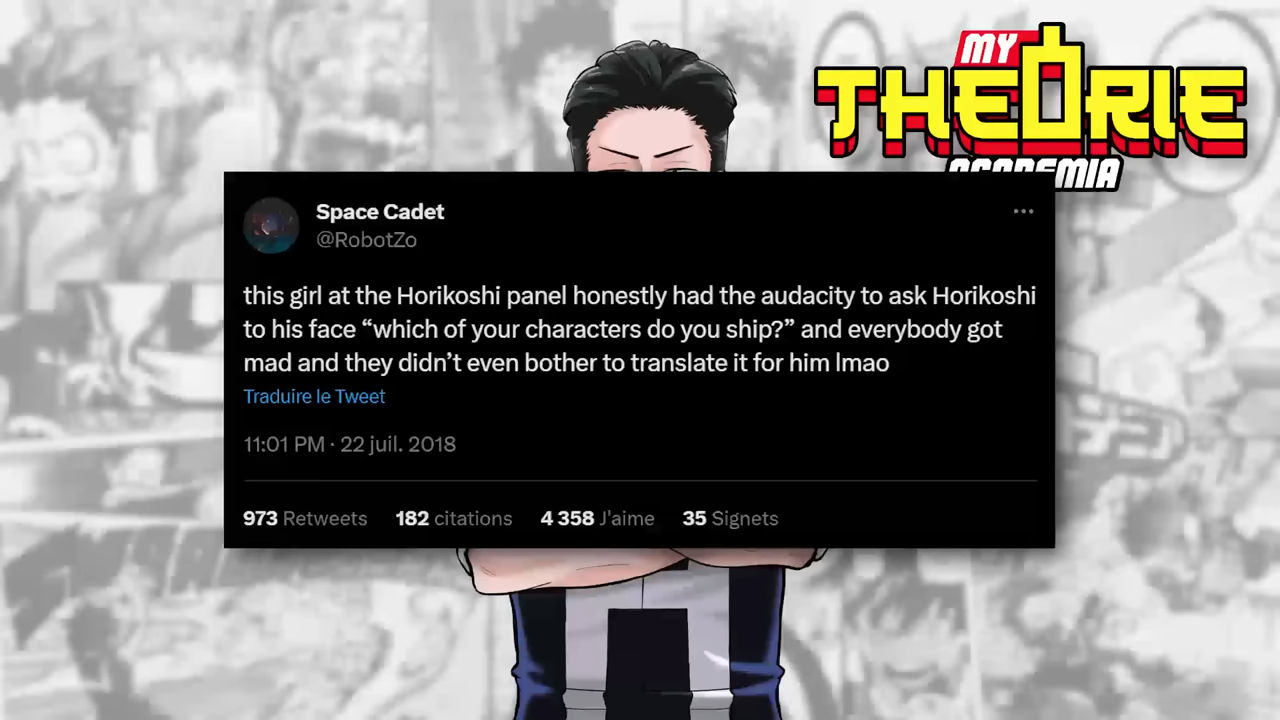 MY
THEORIE
ACADEMIA
Space Cadet
@RobotZo
this girl at the Horikoshi panel honestly had the audacity to ask Horikoshi
to his face “which of your characters do you ship?” and everybody got
mad and they didn’t even bother to translate it for him lmao
Traduire le Tweet
11:01 PM · 22 juil. 2018
973 Retweets 182 citations 4 358 J'aime 35 Signets